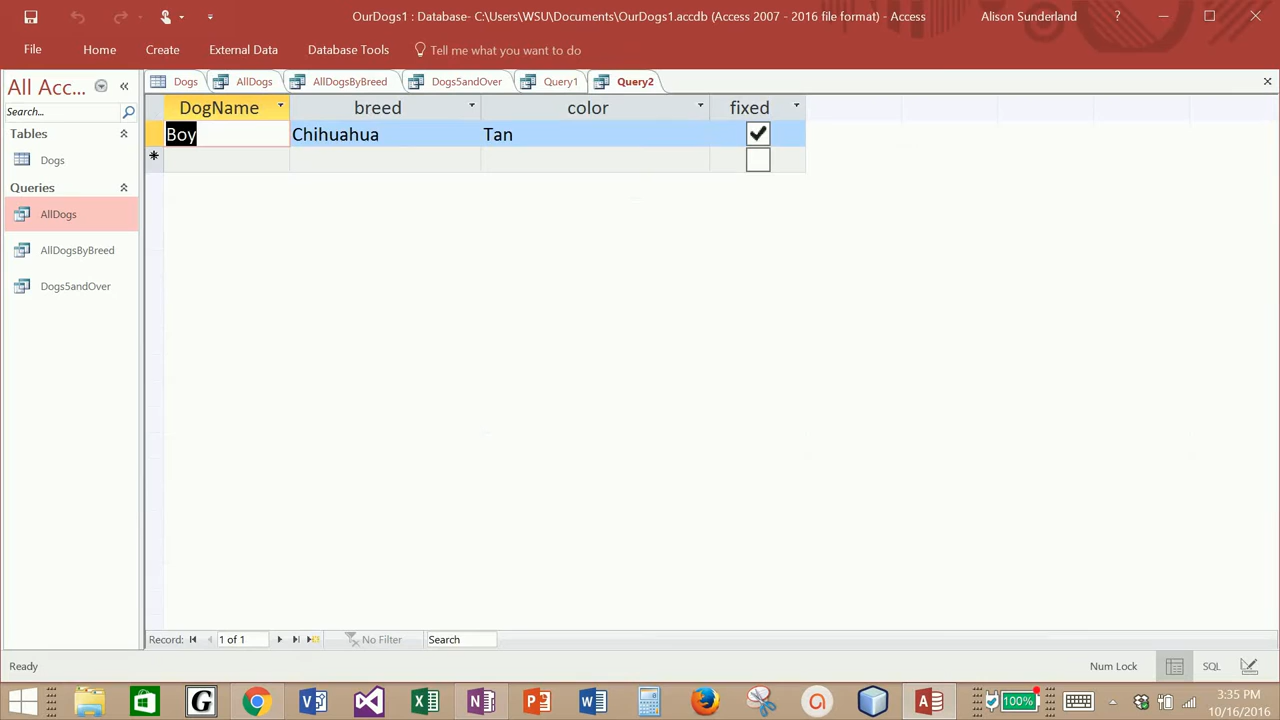 OurDogs1 : Database- C:\Users\WSU\Documents\OurDogs1.accdb (Access 2007 - 2016 file format) - Access
Alison Sunderland
?
File Home Create External Data Database Tools Tell me what you want to do
All Acc... «
Search...
Tables
Dogs
Queries
AllDogs
AllDogsByBreed
Dogs5andOver
Dogs AllDogs AllDogsByBreed Dogs5andOver Query1 Query2
DogName breed color fixed
Boy Chihuahua Tan
*
Record: 1 of 1 No Filter Search
Ready
Num Lock SQL
G
100%
3:35 PM
10/16/2016